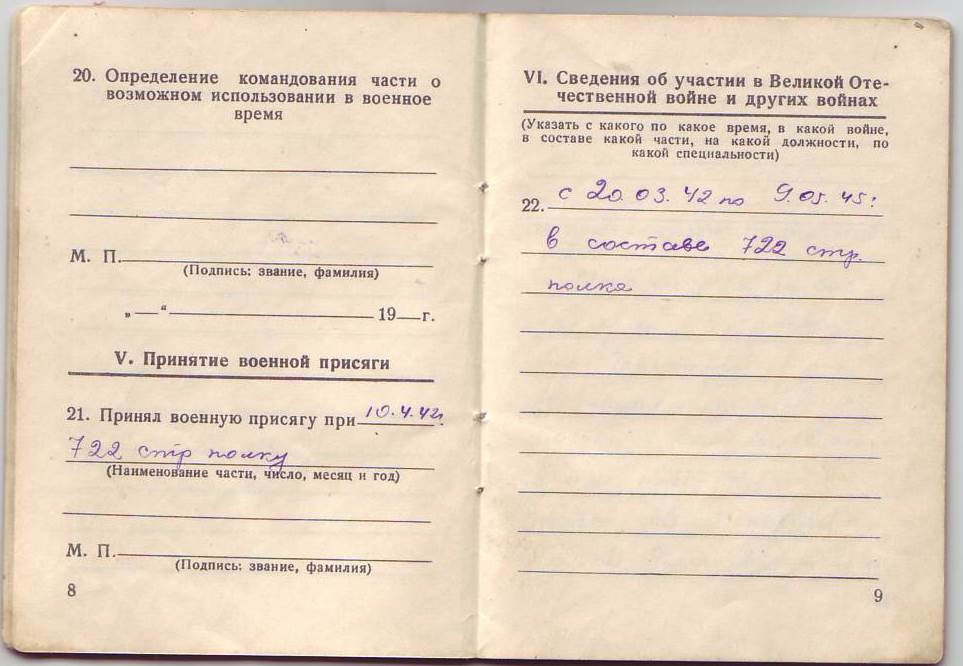 20. Определение командования части о
возможном использовании в военное
время
М. П.
(Подпись: звание, фамилия)
„—“ 19—г.
V. Принятие военной присяги
21. Принял военную присягу при 10.4.42г.
722 стр полку
(Наименование части, число, месяц и год)
М. П.
(Подпись: звание, фамилия)
8
VI. Сведения об участии в Великой Оте-
чественной войне и других войнах
(Указать с какого по какое время, в какой войне,
в составе какой части, на какой должности, по
какой специальности)
22. с 20.03.42 по 9.05.45г.
в составе 722 стр.
полка
9